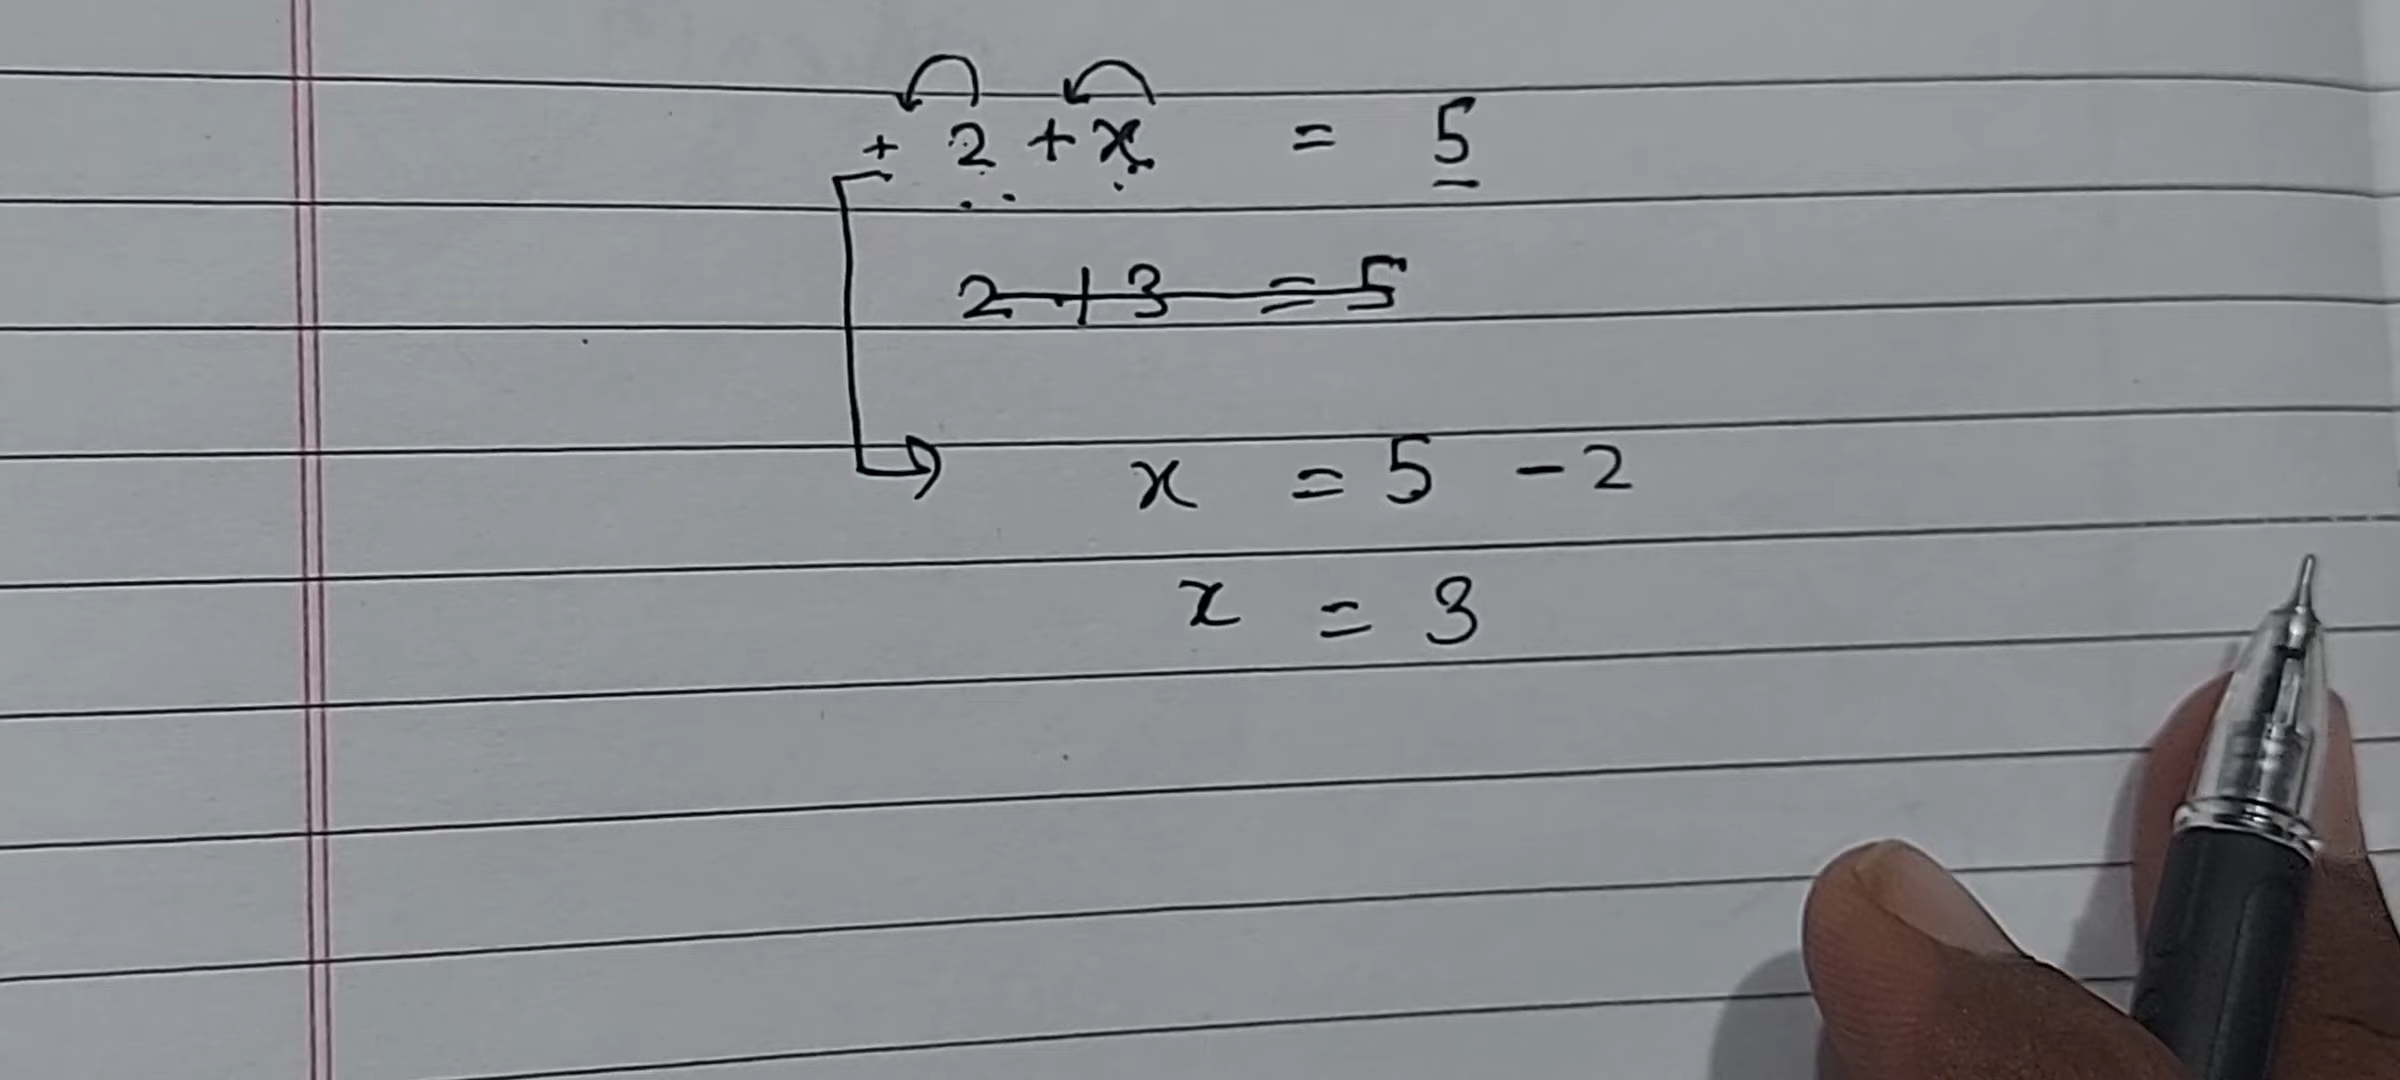 + 2 + x = 5
2 + 3 = 5
x = 5 - 2
x = 3